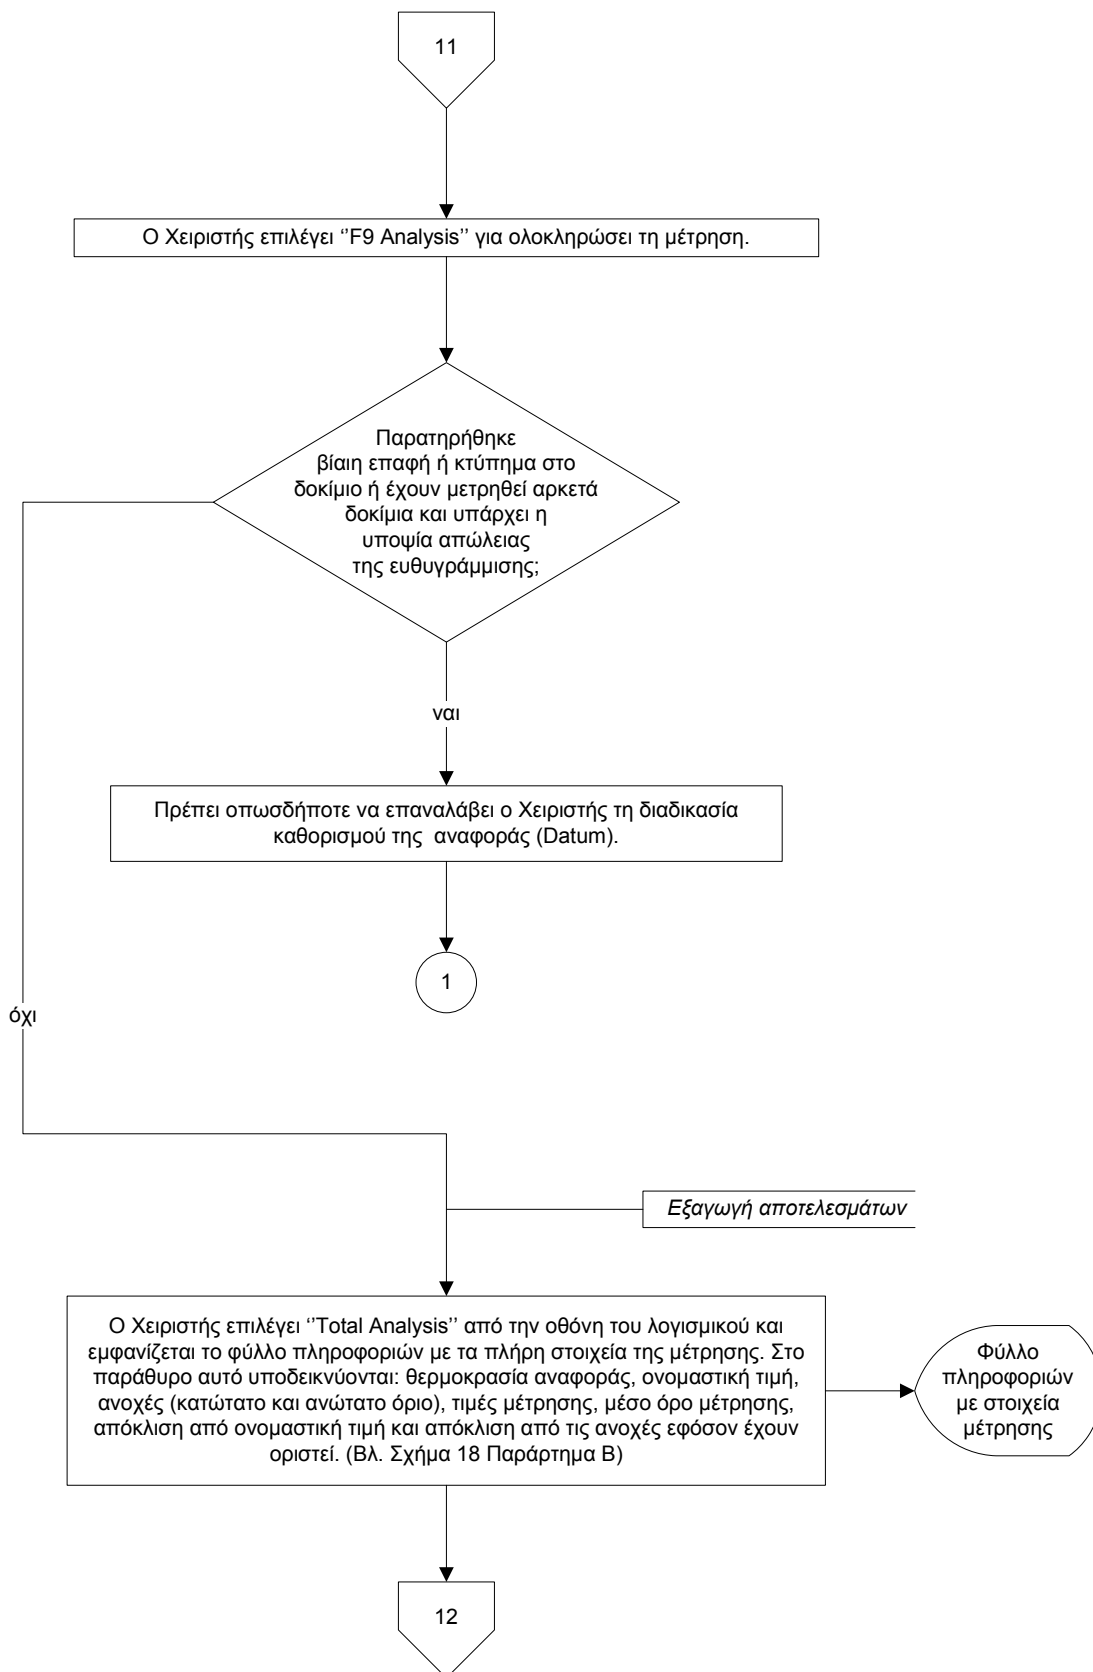 11
Ο Χειριστής επιλέγει ‘’F9 Analysis’’ για ολοκληρώσει τη μέτρηση.
Παρατηρήθηκε
βίαιη επαφή ή κτύπημα στο
δοκίμιο ή έχουν μετρηθεί αρκετά
δοκίμια και υπάρχει η
υποψία απώλειας
της ευθυγράμμισης;
ναι
Πρέπει οπωσδήποτε να επαναλάβει ο Χειριστής τη διαδικασία
καθορισμού της αναφοράς (Datum).
1
όχι
Εξαγωγή αποτελεσμάτων
Ο Χειριστής επιλέγει ‘’Total Analysis’’ από την οθόνη του λογισμικού και
εμφανίζεται το φύλλο πληροφοριών με τα πλήρη στοιχεία της μέτρησης. Στο
παράθυρο αυτό υποδεικνύονται: θερμοκρασία αναφοράς, ονομαστική τιμή,
ανοχές (κατώτατο και ανώτατο όριο), τιμές μέτρησης, μέσο όρο μέτρησης,
απόκλιση από ονομαστική τιμή και απόκλιση από τις ανοχές εφόσον έχουν
οριστεί. (Βλ. Σχήμα 18 Παράρτημα Β)
Φύλλο
πληροφοριών
με στοιχεία
μέτρησης
12